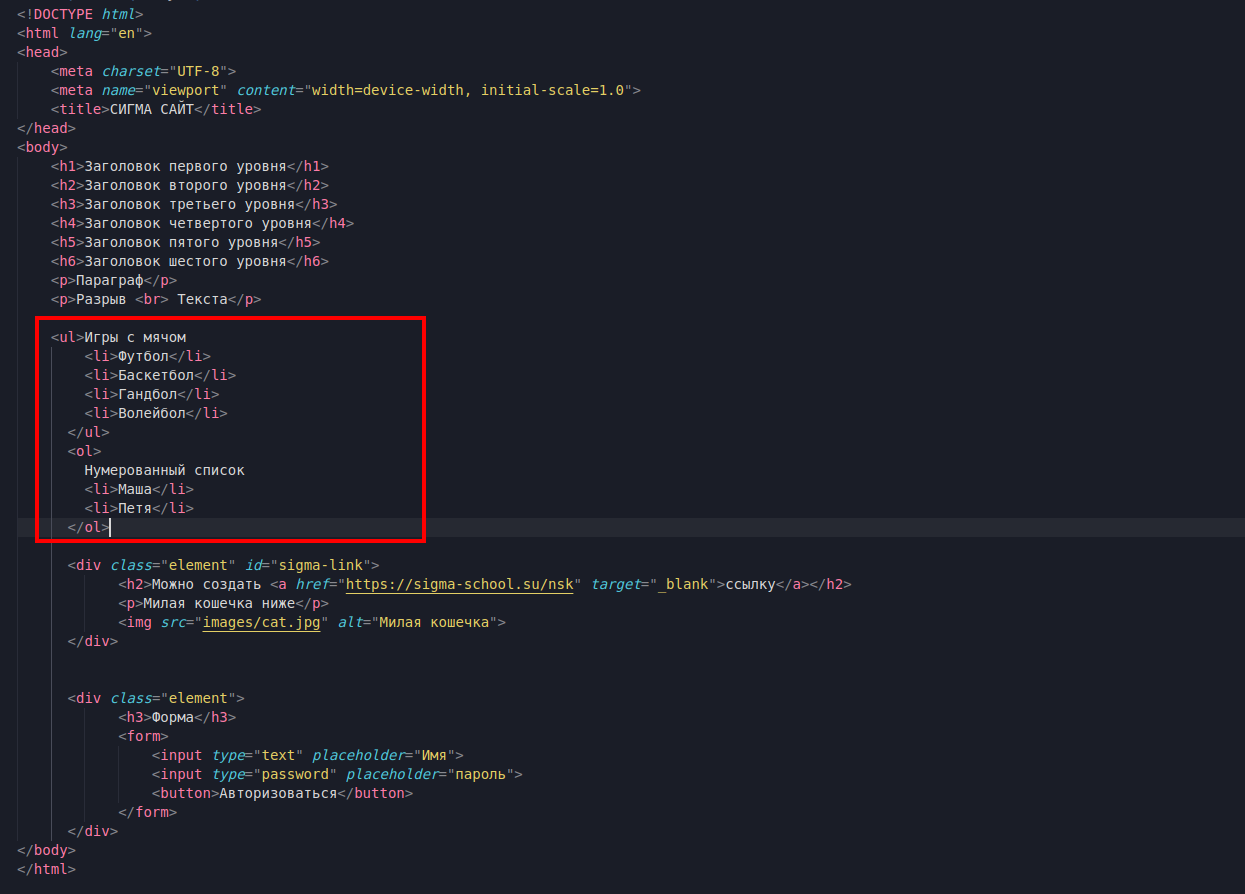 <!DOCTYPE html>
<html lang="en">
<head>
    <meta charset="UTF-8">
    <meta name="viewport" content="width=device-width, initial-scale=1.0">
    <title>СИГМА САЙТ</title>
</head>
<body>
    <h1>Заголовок первого уровня</h1>
    <h2>Заголовок второго уровня</h2>
    <h3>Заголовок третьего уровня</h3>
    <h4>Заголовок четвертого уровня</h4>
    <h5>Заголовок пятого уровня</h5>
    <h6>Заголовок шестого уровня</h6>
    <p>Параграф</p>
    <p>Разрыв <br> Текста</p>
    <ul>Игры с мячом
        <li>Футбол</li>
        <li>Баскетбол</li>
        <li>Гандбол</li>
        <li>Волейбол</li>
      </ul>
      <ol>
        Нумерованный список
        <li>Маша</li>
        <li>Петя</li>
      </ol>
      <div class="element" id="sigma-link">
            <h2>Можно создать <a href="https://sigma-school.su/nsk" target="_blank">ссылку</a></h2>
            <p>Милая кошечка ниже</p>
            <img src="images/cat.jpg" alt="Милая кошечка">
      </div>
      <div class="element">
            <h3>Форма</h3>
            <form>
                <input type="text" placeholder="Имя">
                <input type="password" placeholder="пароль">
                <button>Авторизоваться</button>
            </form>
      </div>
</body>
</html>